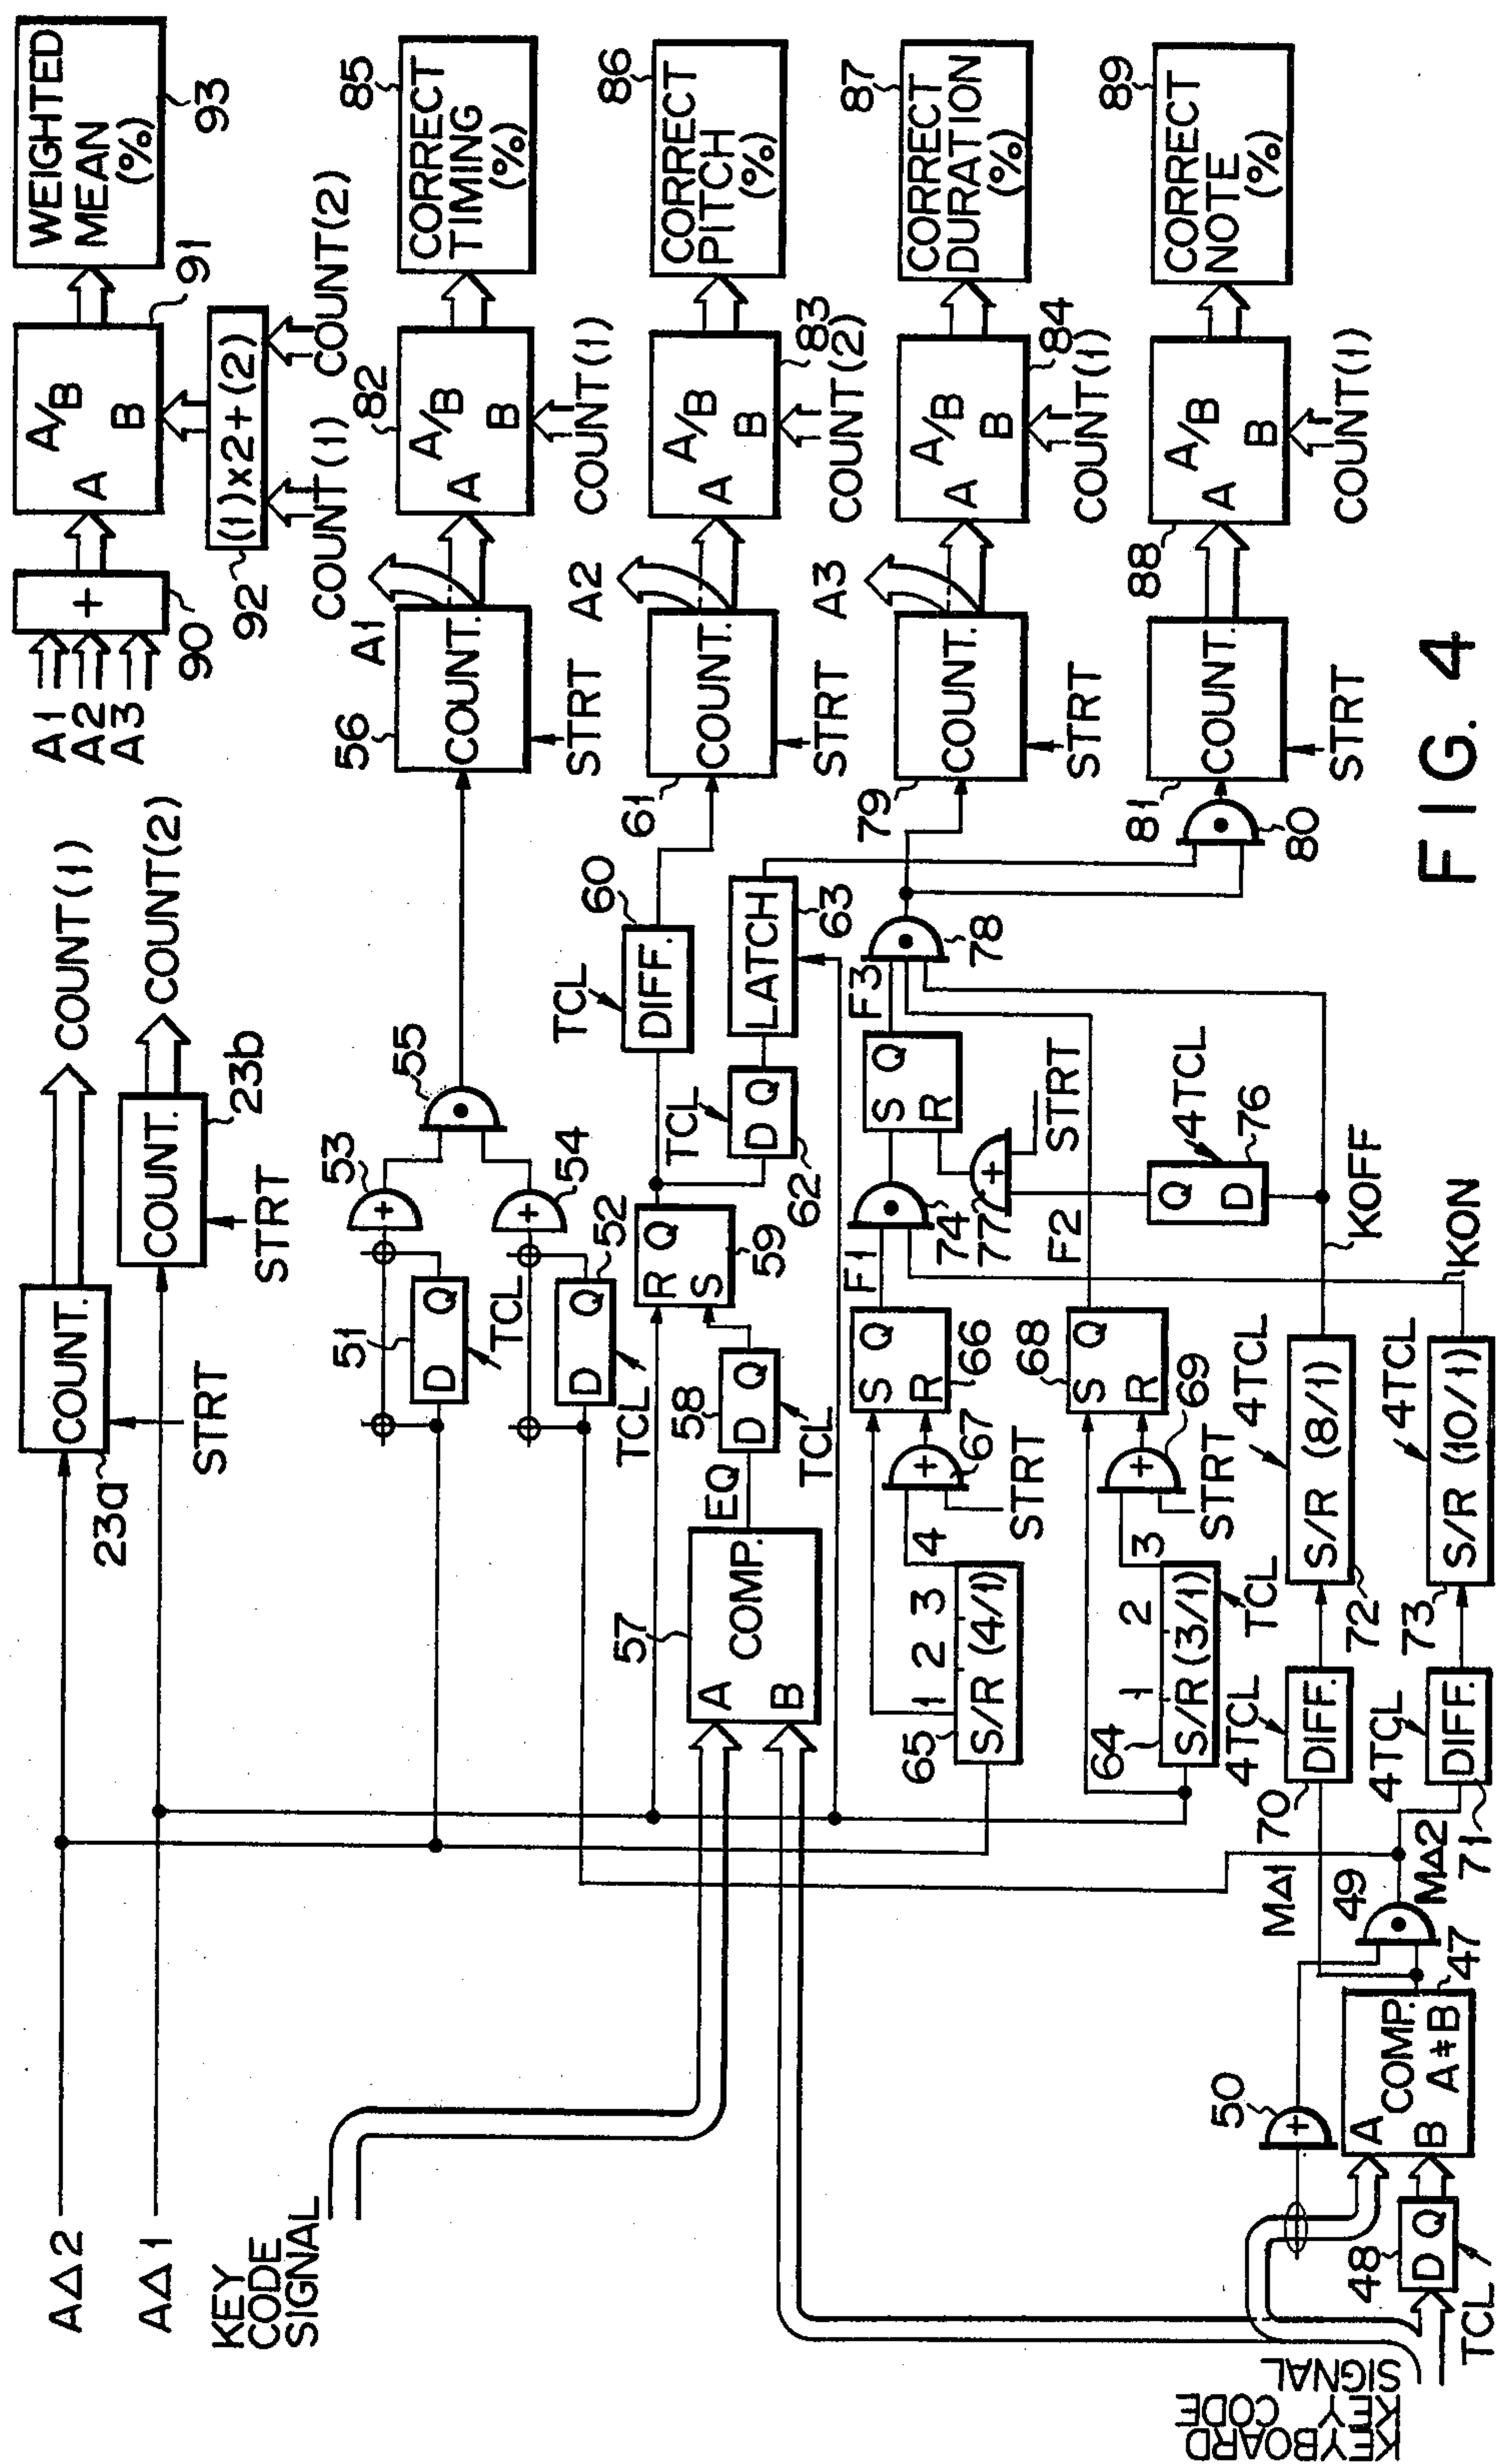 FIG. 4
AΔ2
AΔ1
KEY
CODE
SIGNAL
KEYBOARD
KEY CODE
SIGNAL
COUNT.
23a
STRT
COUNT(1)
COUNT.
23b
STRT
COUNT(2)
A1
A2
A3
+
90
A/B
A
B
91
WEIGHTED
MEAN
(%)
93
(1)×2+(2)
92
COUNT(1)
COUNT(2)
51
D Q
TCL
53
+
52
D Q
TCL
54
+
55
56
COUNT.
STRT
A1
82
A/B
A
B
COUNT(1)
85
CORRECT
TIMING
(%)
57
A
B
COMP.
EQ
58
D Q
TCL
R Q
S
59
60
DIFF.
TCL
TCL
D Q
62
LATCH
63
61
COUNT.
STRT
A2
A/B
A
B
83
COUNT(2)
86
CORRECT
PITCH
(%)
65
S/R (4/1)
1 2 3 4
+
67
STRT
S Q
R
66
F1
64
S/R (3/1)
1 2 3
TCL
+
69
STRT
68
S Q
R
F2
74
S Q
R
F3
77
+
STRT
Q
D
4TCL
76
78
79
COUNT.
STRT
A3
A/B
A
B
84
COUNT(1)
87
CORRECT
DURATION
(%)
70
DIFF.
4TCL
S/R (8/1)
4TCL
72
KOFF
71
DIFF.
4TCL
73
S/R (10/1)
4TCL
KON
80
81
COUNT.
STRT
88
A/B
A
B
COUNT(1)
89
CORRECT
NOTE
(%)
MΔ1
MΔ2
49
50
+
A COMP.
B A≠B
47
48
D Q
TCL